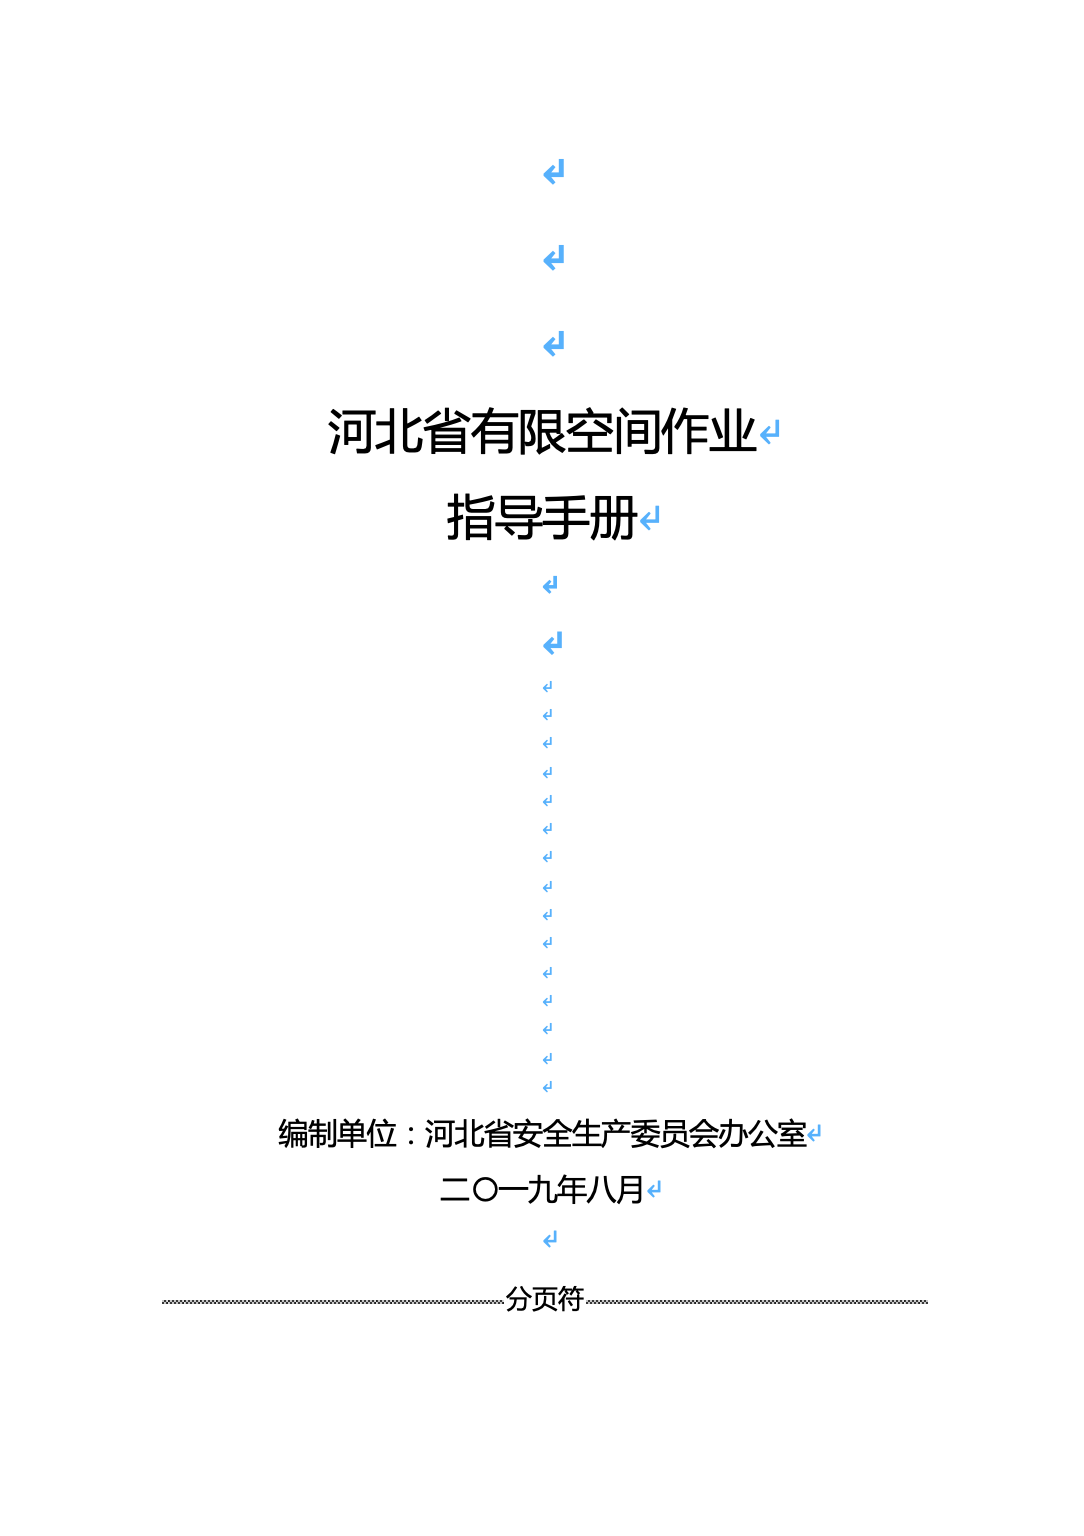 河北省有限空间作业
指导手册
编制单位：河北省安全生产委员会办公室
二〇一九年八月
分页符